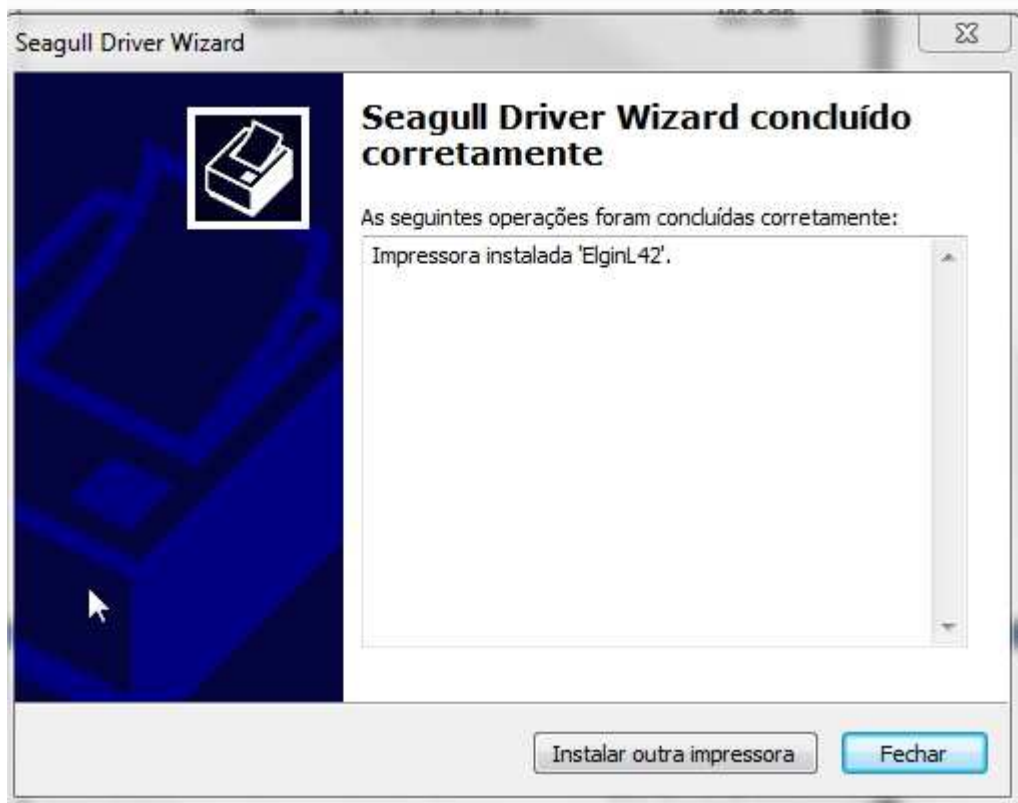 Seagull Driver Wizard
Seagull Driver Wizard concluído
corretamente
As seguintes operações foram concluídas corretamente:
Impressora instalada 'ElginL42'.
Instalar outra impressora
Fechar